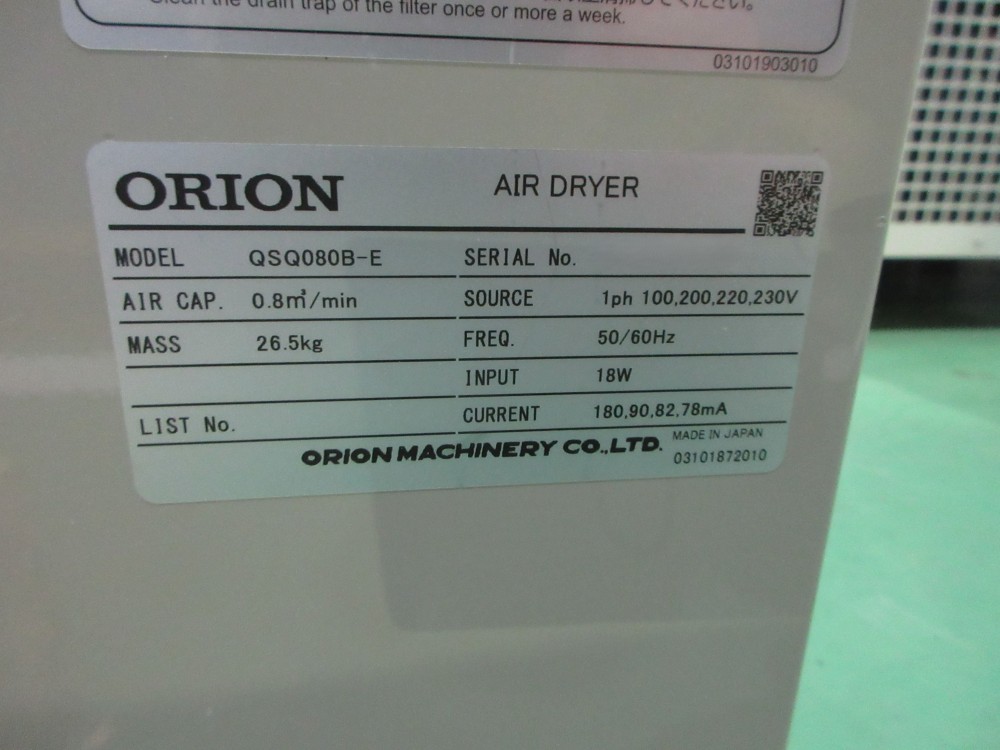 Clean the drain trap of the filter once or more a week.
03101903010
ORION AIR DRYER
MODEL QSQ080B-E SERIAL No.
AIR CAP. 0.8㎥/min SOURCE 1ph 100,200,220,230V
MASS 26.5kg FREQ. 50/60Hz
INPUT 18W
LIST No. CURRENT 180,90,82,78mA
ORION MACHINERY CO.,LTD. MADE IN JAPAN
03101872010